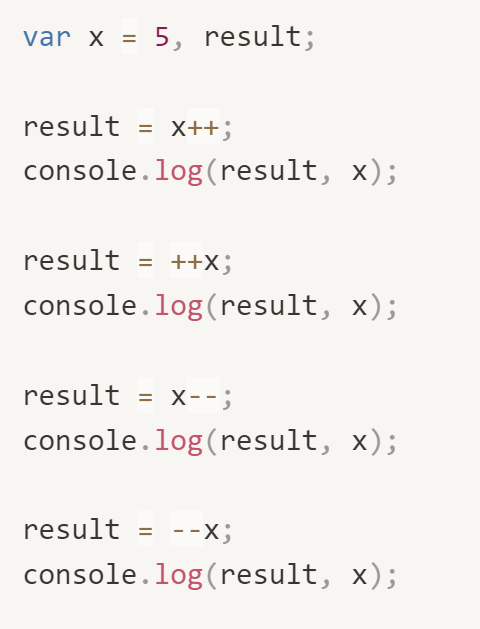 var x = 5, result;
result = x++;
console.log(result, x);
result = ++x;
console.log(result, x);
result = x--;
console.log(result, x);
result = --x;
console.log(result, x);